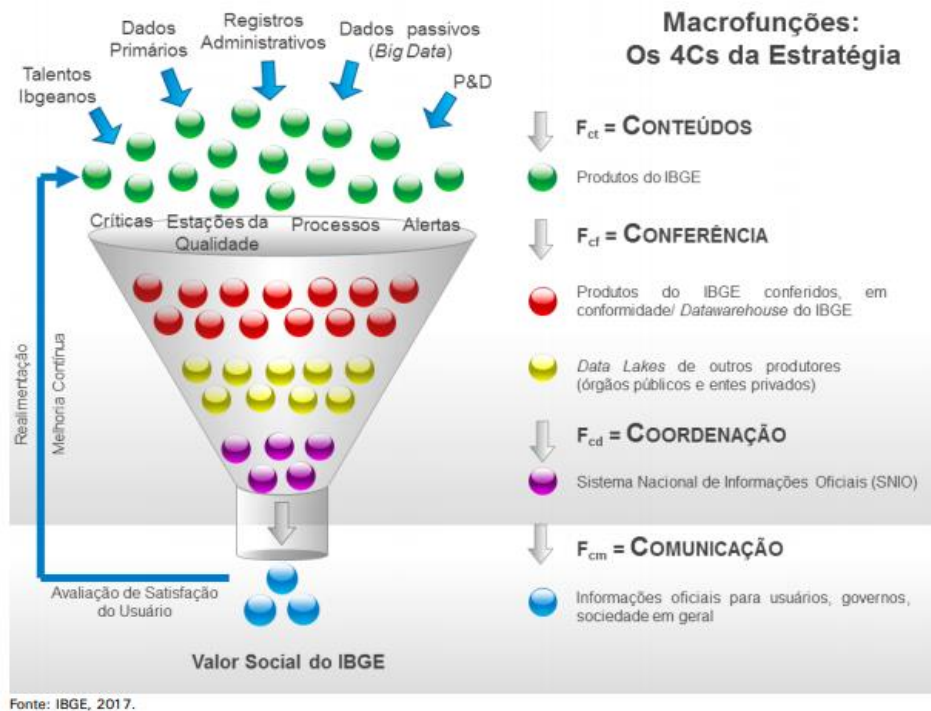 Macrofunções:
Os 4Cs da Estratégia
Talentos
Ibgeanos
Dados
Primários
Registros
Administrativos
Dados passivos
(Big Data)
P&D
Críticas
Estações da
Qualidade
Processos
Alertas
Realimentação
Melhoria Contínua
Avaliação de Satisfação
do Usuário
Valor Social do IBGE
Fct = CONTEÚDOS
Produtos do IBGE
Fcf = CONFERÊNCIA
Produtos do IBGE conferidos, em
conformidade/ Datawarehouse do IBGE
Data Lakes de outros produtores
(órgãos públicos e entes privados)
Fcd = COORDENAÇÃO
Sistema Nacional de Informações Oficiais (SNIO)
Fcm = COMUNICAÇÃO
Informações oficiais para usuários, governos,
sociedade em geral
Fonte: IBGE, 2017.